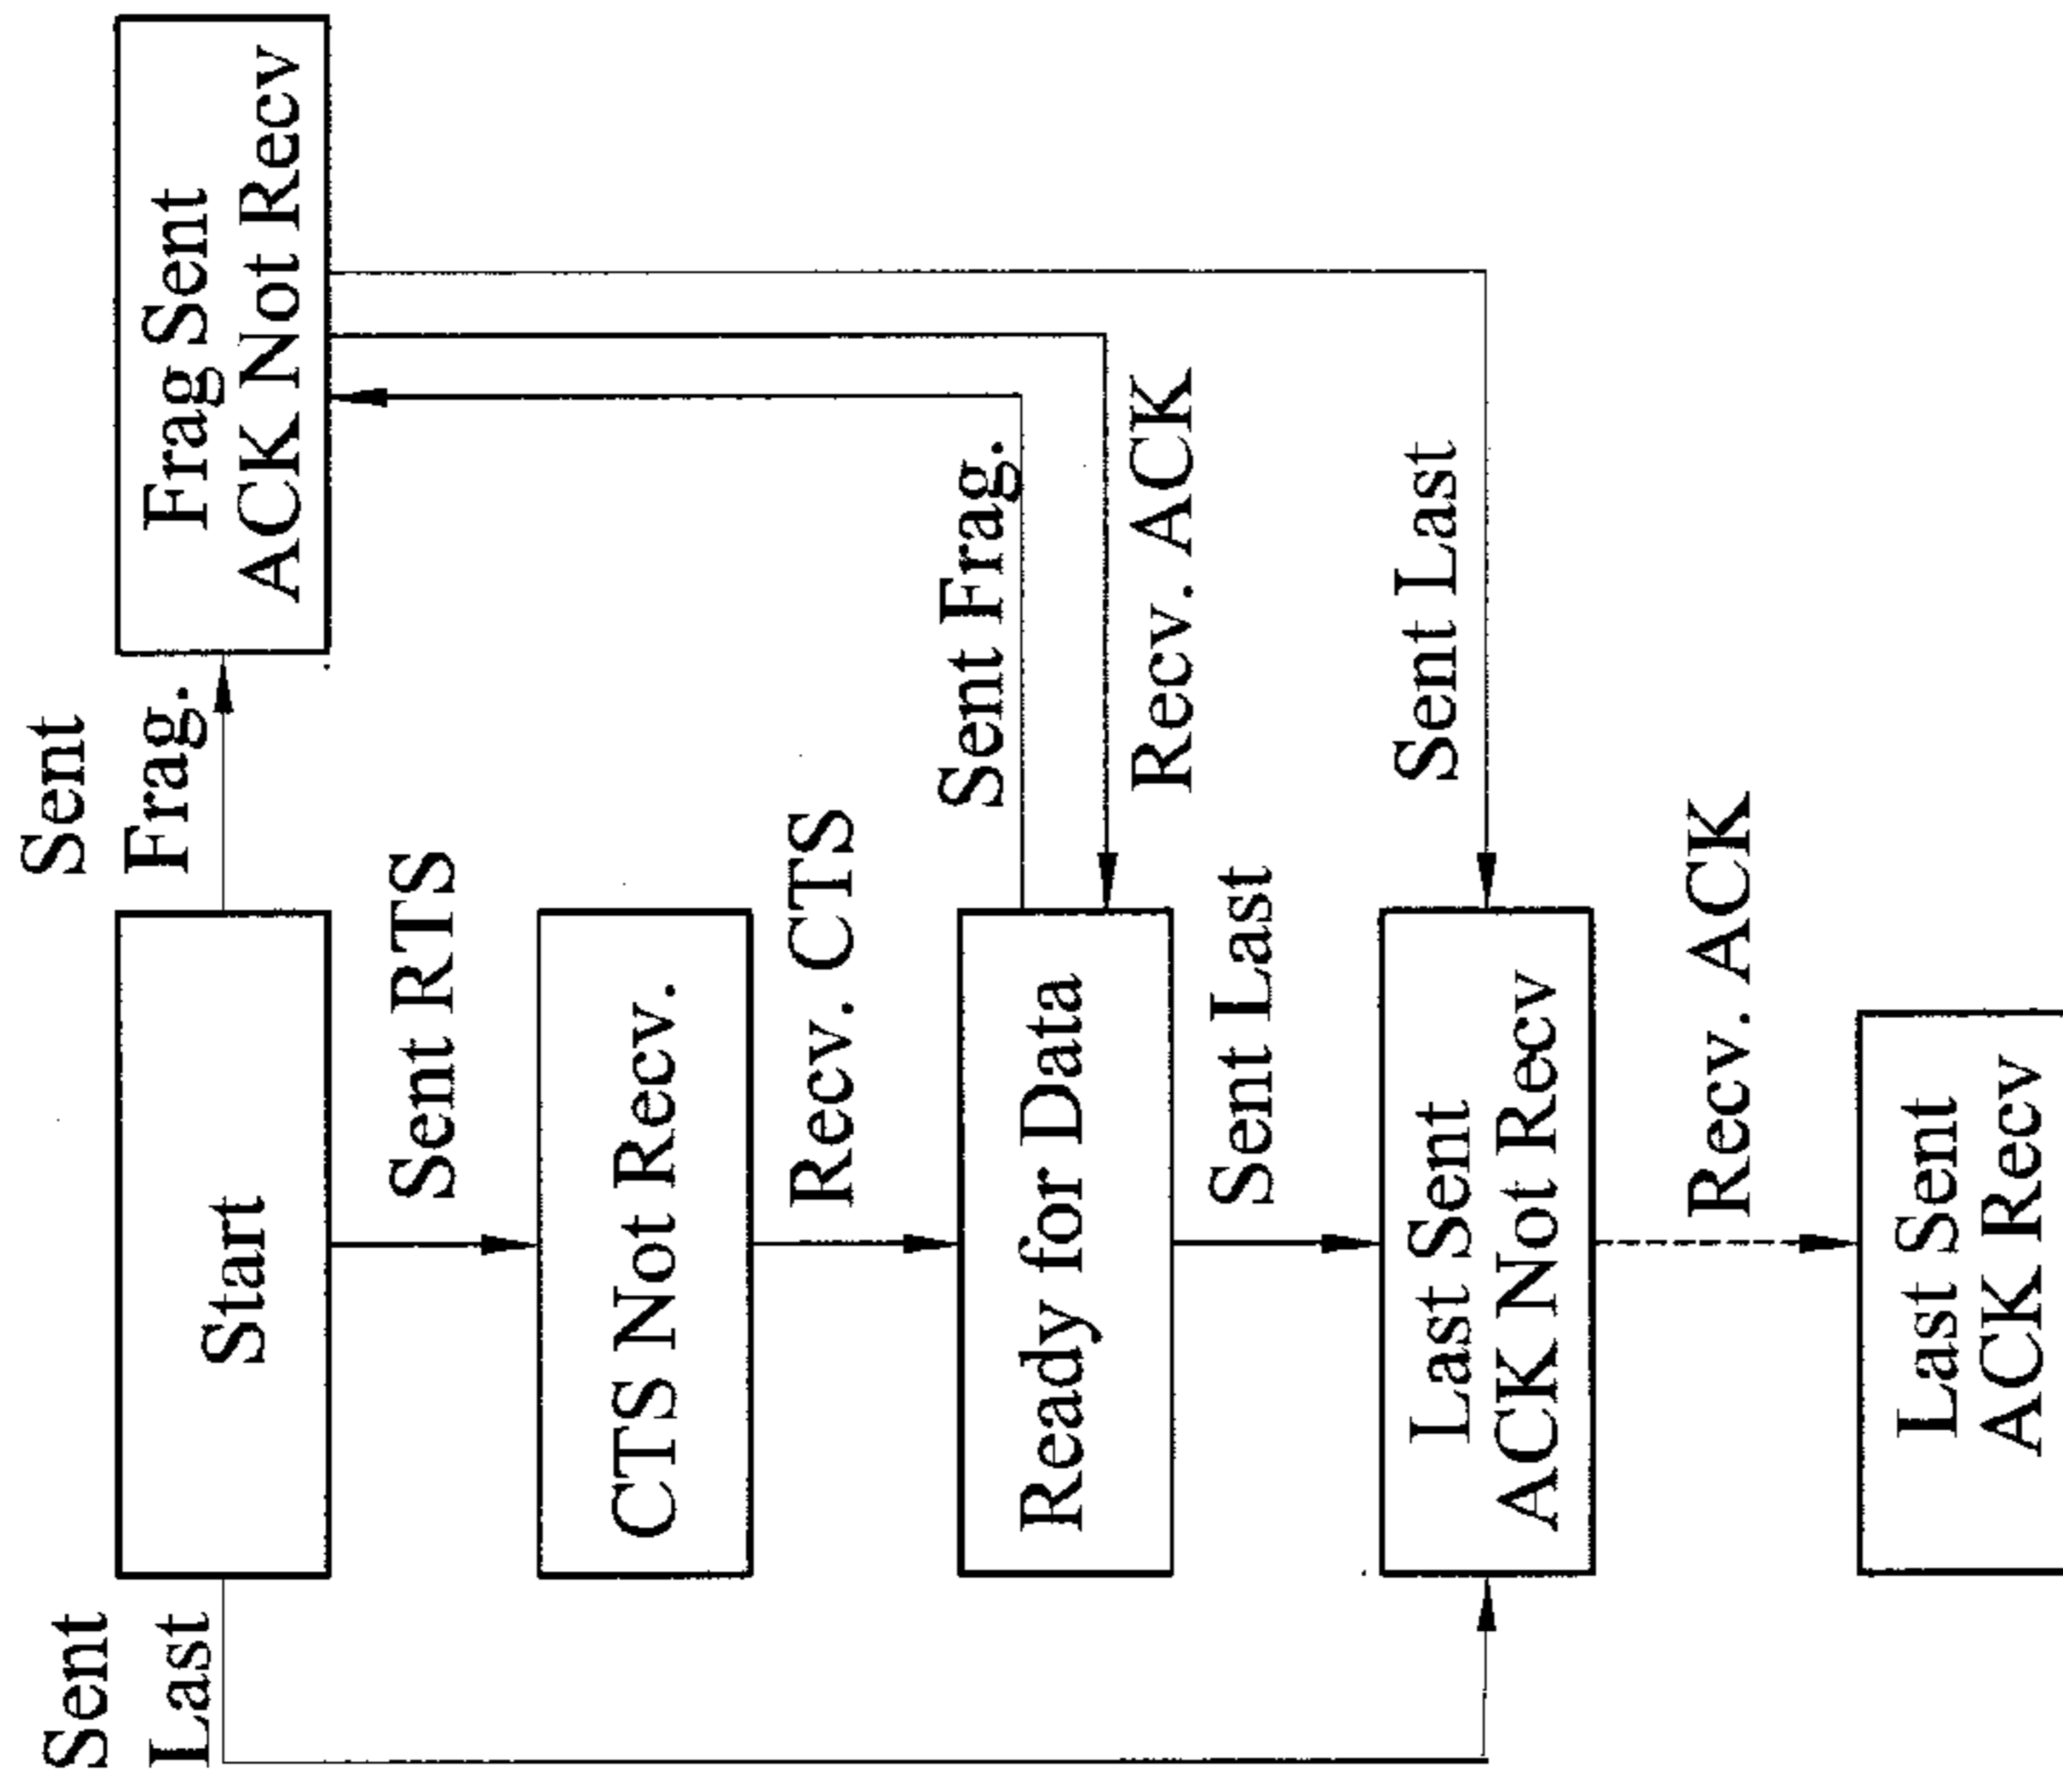 Sent
Last
Start
Sent
Frag.
Frag Sent
ACK Not Recv
Sent RTS
CTS Not Recv.
Recv. CTS
Sent Frag.
Ready for Data
Recv. ACK
Sent Last
Sent Last
Last Sent
ACK Not Recv
Recv. ACK
Last Sent
ACK Recv